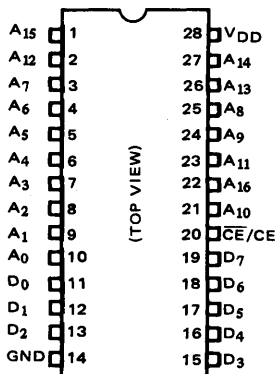 A15 1 28 VDD
A12 2 27 A14
A7 3 26 A13
A6 4 25 A8
A5 5 24 A9
A4 6 23 A11
A3 7 22 A16
A2 8 21 A10
A1 9 20 CE/CE
A0 10 19 D7
D0 11 18 D6
D1 12 17 D5
D2 13 16 D4
GND 14 15 D3
(TOP VIEW)